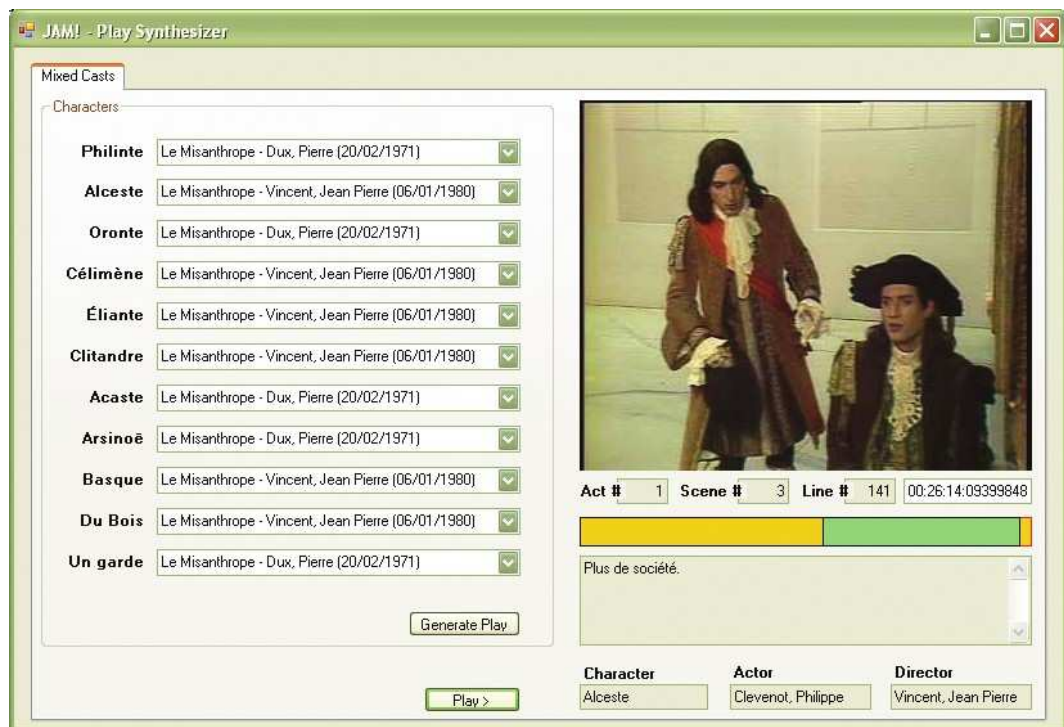 JAM! - Play Synthesizer
Mixed Casts
Characters
Philinte Le Misanthrope - Dux, Pierre (20/02/1971)
Alceste Le Misanthrope - Vincent, Jean Pierre (06/01/1980)
Oronte Le Misanthrope - Dux, Pierre (20/02/1971)
Célimène Le Misanthrope - Vincent, Jean Pierre (06/01/1980)
Éliante Le Misanthrope - Vincent, Jean Pierre (06/01/1980)
Clitandre Le Misanthrope - Vincent, Jean Pierre (06/01/1980)
Acaste Le Misanthrope - Dux, Pierre (20/02/1971)
Arsinoë Le Misanthrope - Dux, Pierre (20/02/1971)
Basque Le Misanthrope - Vincent, Jean Pierre (06/01/1980)
Du Bois Le Misanthrope - Vincent, Jean Pierre (06/01/1980)
Un garde Le Misanthrope - Dux, Pierre (20/02/1971)
Generate Play
Play >
Act # 1 Scene # 3 Line # 141 00:26:14:09399848
Plus de société.
Character Actor Director
Alceste Clevenot, Philippe Vincent, Jean Pierre